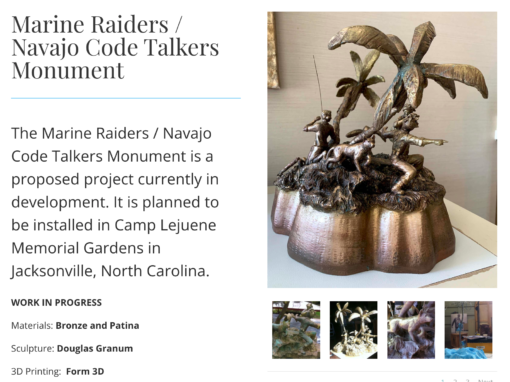 Marine Raiders /
Navajo Code Talkers
Monument
The Marine Raiders / Navajo
Code Talkers Monument is a
proposed project currently in
development. It is planned to
be installed in Camp Lejuene
Memorial Gardens in
Jacksonville, North Carolina.
WORK IN PROGRESS
Materials: Bronze and Patina
Sculpture: Douglas Granum
3D Printing: Form 3D